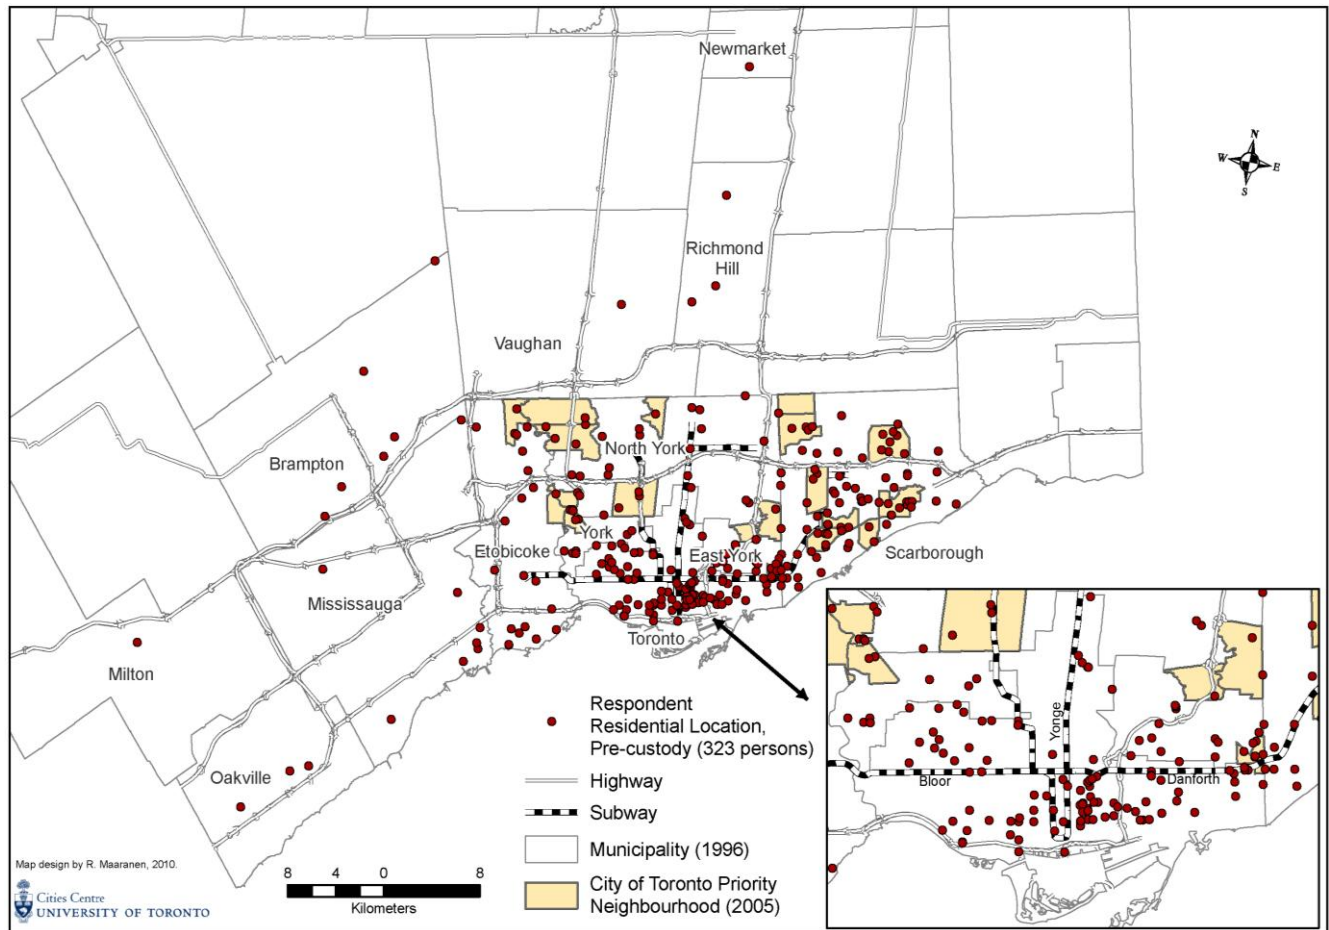 Newmarket
N
W
E
S
Richmond
Hill
Vaughan
North York
Brampton
York
East York
Etobicoke
Scarborough
Mississauga
Toronto
Milton
Oakville
Respondent
Residential Location,
Pre-custody (323 persons)
Highway
Subway
Municipality (1996)
City of Toronto Priority
Neighbourhood (2005)
Yonge
Bloor
Danforth
Map design by R. Maaranen, 2010.
Cities Centre
UNIVERSITY OF TORONTO
8 4 0 8
Kilometers